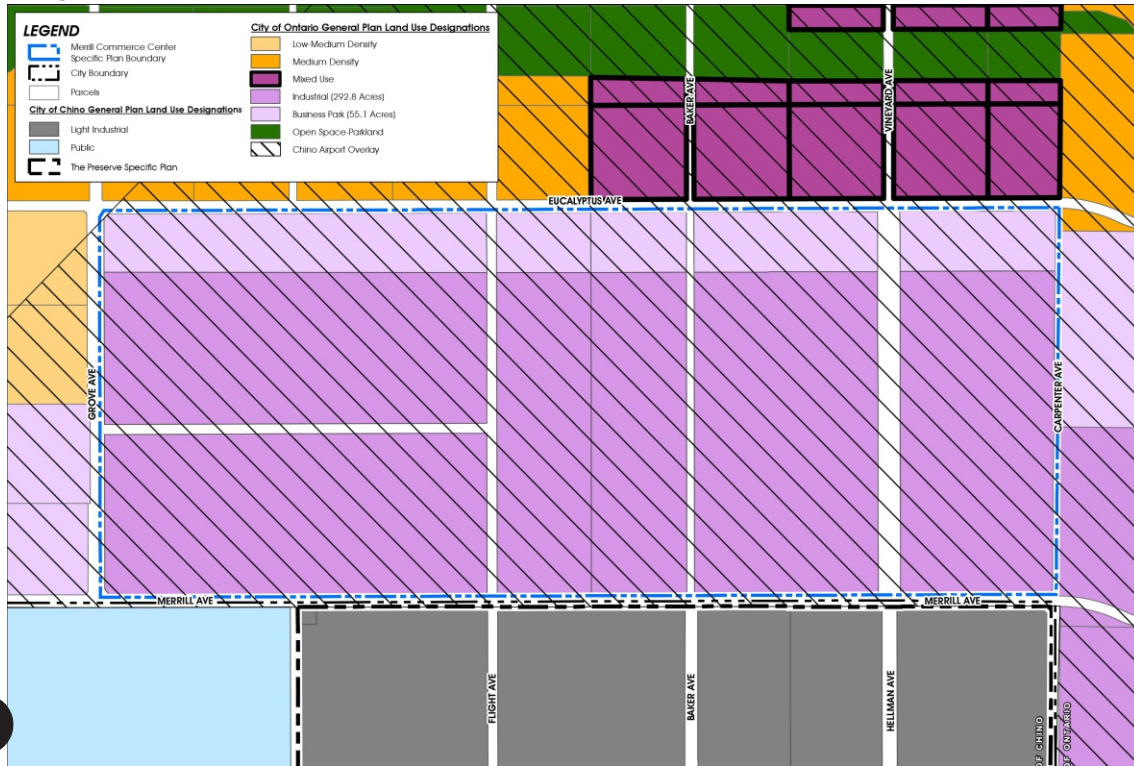 LEGEND
Merrill Commerce Center
Specific Plan Boundary
City Boundary
Parcels
City of Chino General Plan Land Use Designations
Light Industrial
Public
The Preserve Specific Plan
City of Ontario General Plan Land Use Designations
Low-Medium Density
Medium Density
Mixed Use
Industrial (292.8 Acres)
Business Park (55.1 Acres)
Open Space-Parkland
Chino Airport Overlay
BAKER AVE
VINEYARD AVE
EUCALYPTUS AVE
GROVE AVE
CARPENTER AVE
MERRILL AVE
MERRILL AVE
FLIGHT AVE
BAKER AVE
HELLMAN AVE
OF CHINO
OF ONTARIO